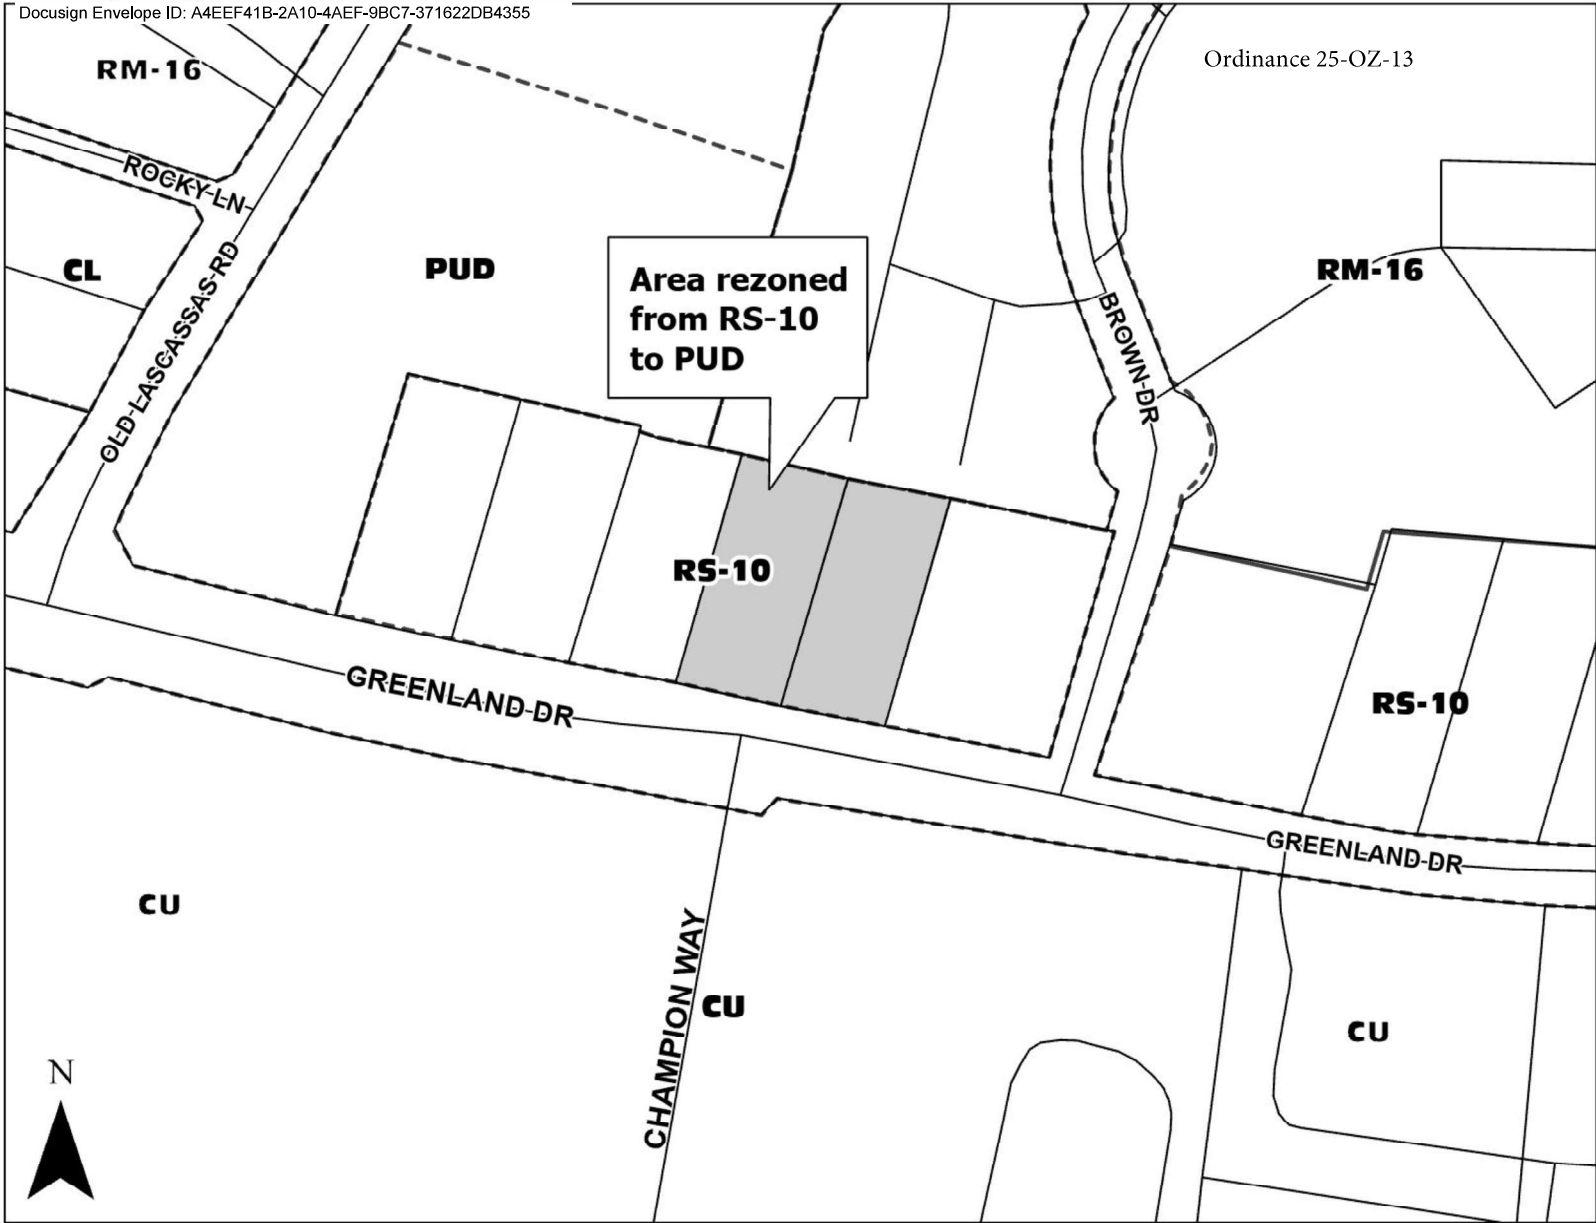 Docusign Envelope ID: A4EEF41B-2A10-4AEF-9BC7-371622DB4355
Ordinance 25-OZ-13
RM-16
ROCKY LN
CL
OLD LASCASSAS RD
PUD
Area rezoned
from RS-10
to PUD
BROWN DR
RM-16
RS-10
GREENLAND DR
RS-10
GREENLAND DR
CU
CHAMPION WAY
CU
CU
N